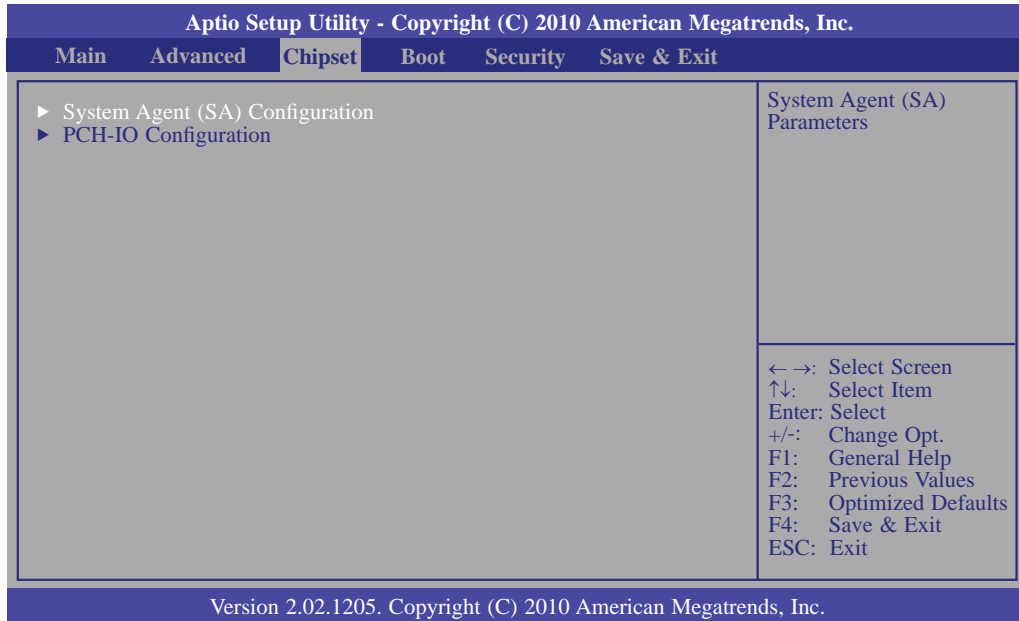 Aptio Setup Utility - Copyright (C) 2010 American Megatrends, Inc.
Main Advanced Chipset Boot Security Save & Exit
► System Agent (SA) Configuration
► PCH-IO Configuration
System Agent (SA)
Parameters
← →: Select Screen
↑↓: Select Item
Enter: Select
+/-: Change Opt.
F1: General Help
F2: Previous Values
F3: Optimized Defaults
F4: Save & Exit
ESC: Exit
Version 2.02.1205. Copyright (C) 2010 American Megatrends, Inc.